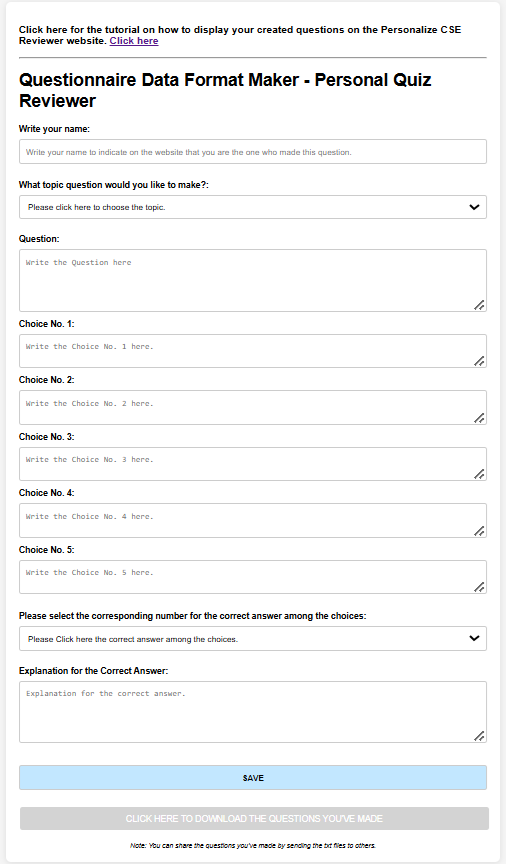 Click here for the tutorial on how to display your created questions on the Personalize CSE
Reviewer website. Click here
Questionnaire Data Format Maker - Personal Quiz
Reviewer
Write your name:
Write your name to indicate on the website that you are the one who made this question.
What topic question would you like to make?:
Please click here to choose the topic.
Question:
Write the Question here
Choice No. 1:
Write the Choice No. 1 here.
Choice No. 2:
Write the Choice No. 2 here.
Choice No. 3:
Write the Choice No. 3 here.
Choice No. 4:
Write the Choice No. 4 here.
Choice No. 5:
Write the Choice No. 5 here.
Please select the corresponding number for the correct answer among the choices:
Please Click here the correct answer among the choices.
Explanation for the Correct Answer:
Explanation for the correct answer.
SAVE
CLICK HERE TO DOWNLOAD THE QUESTIONS YOU'VE MADE
Note: You can share the questions you've made by sending the txt files to others.